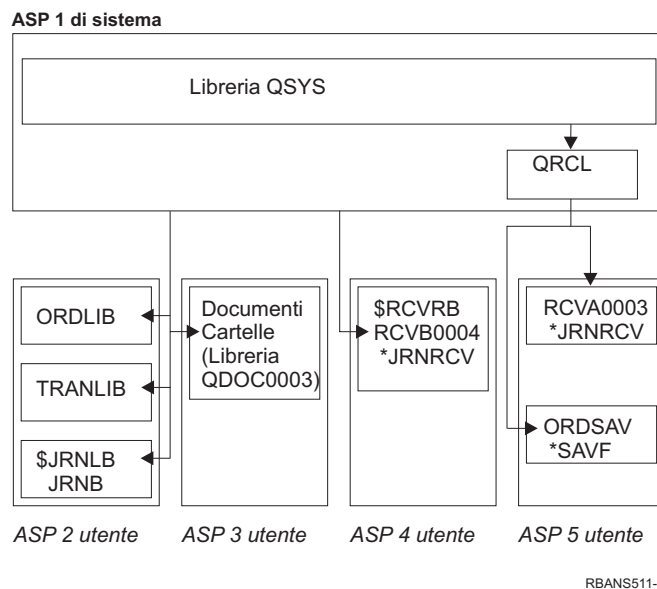 ASP 1 di sistema
Libreria QSYS
QRCL
ORDLIB
TRANLIB
$JRNLB
JRNB
Documenti
Cartelle
(Libreria
QDOC0003)
$RCVRB
RCVB0004
*JRNRCV
RCVA0003
*JRNRCV
ORDSAV
*SAVF
ASP 2 utente
ASP 3 utente
ASP 4 utente
ASP 5 utente
RBANS511-